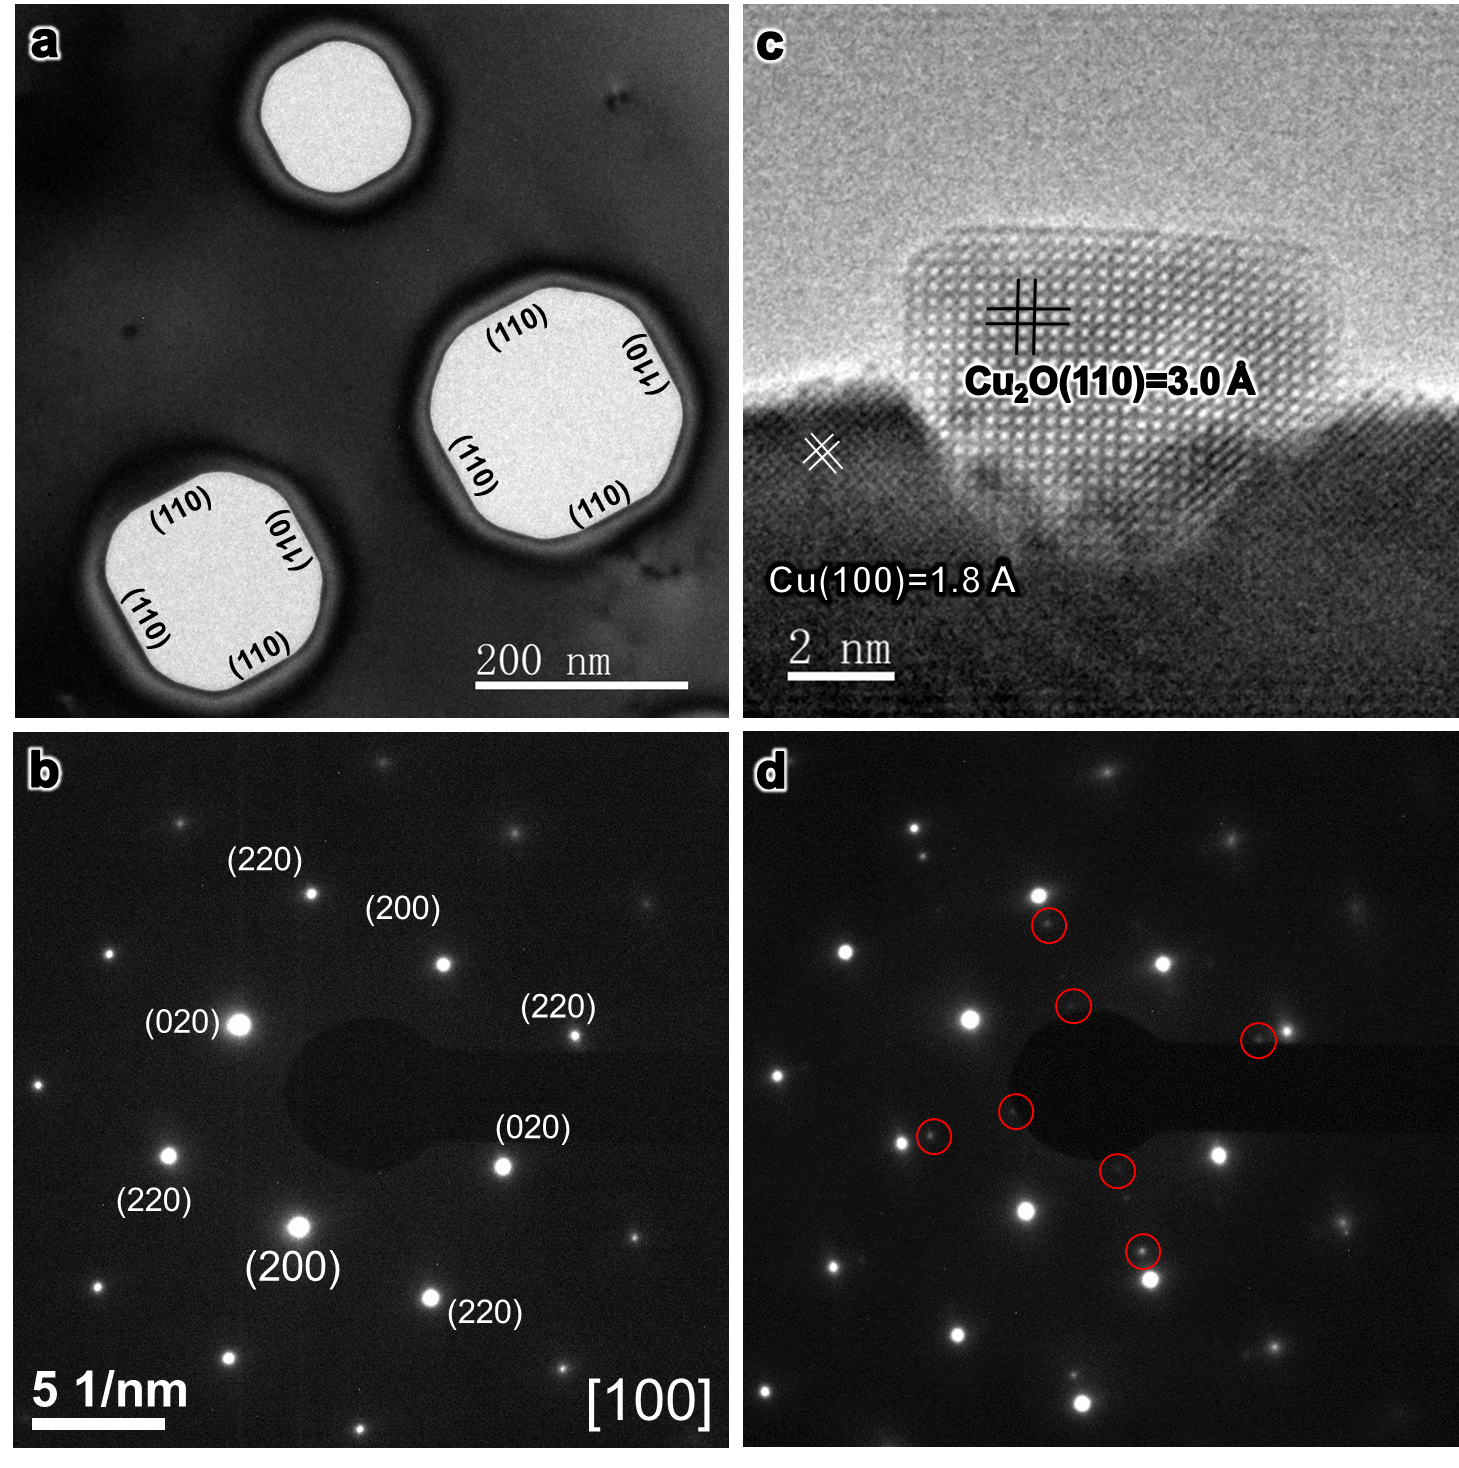 a
(110)
(110)
(110)
(110)
(110)
(110)
(110)
(110)
200 nm
c
Cu₂O(110)=3.0 Å
Cu(100)=1.8 Å
2 nm
b
(220)
(200)
(020)
(220)
(020)
(220)
(200)
(220)
5 1/nm
[100]
d